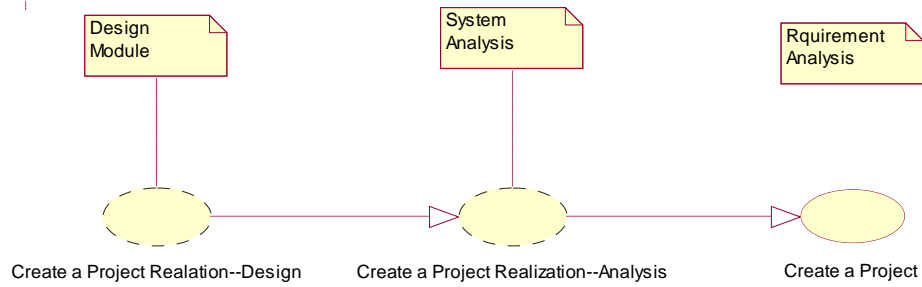 Design
Module
System
Analysis
Rquirement
Analysis
Create a Project Realation--Design
Create a Project Realization--Analysis
Create a Project